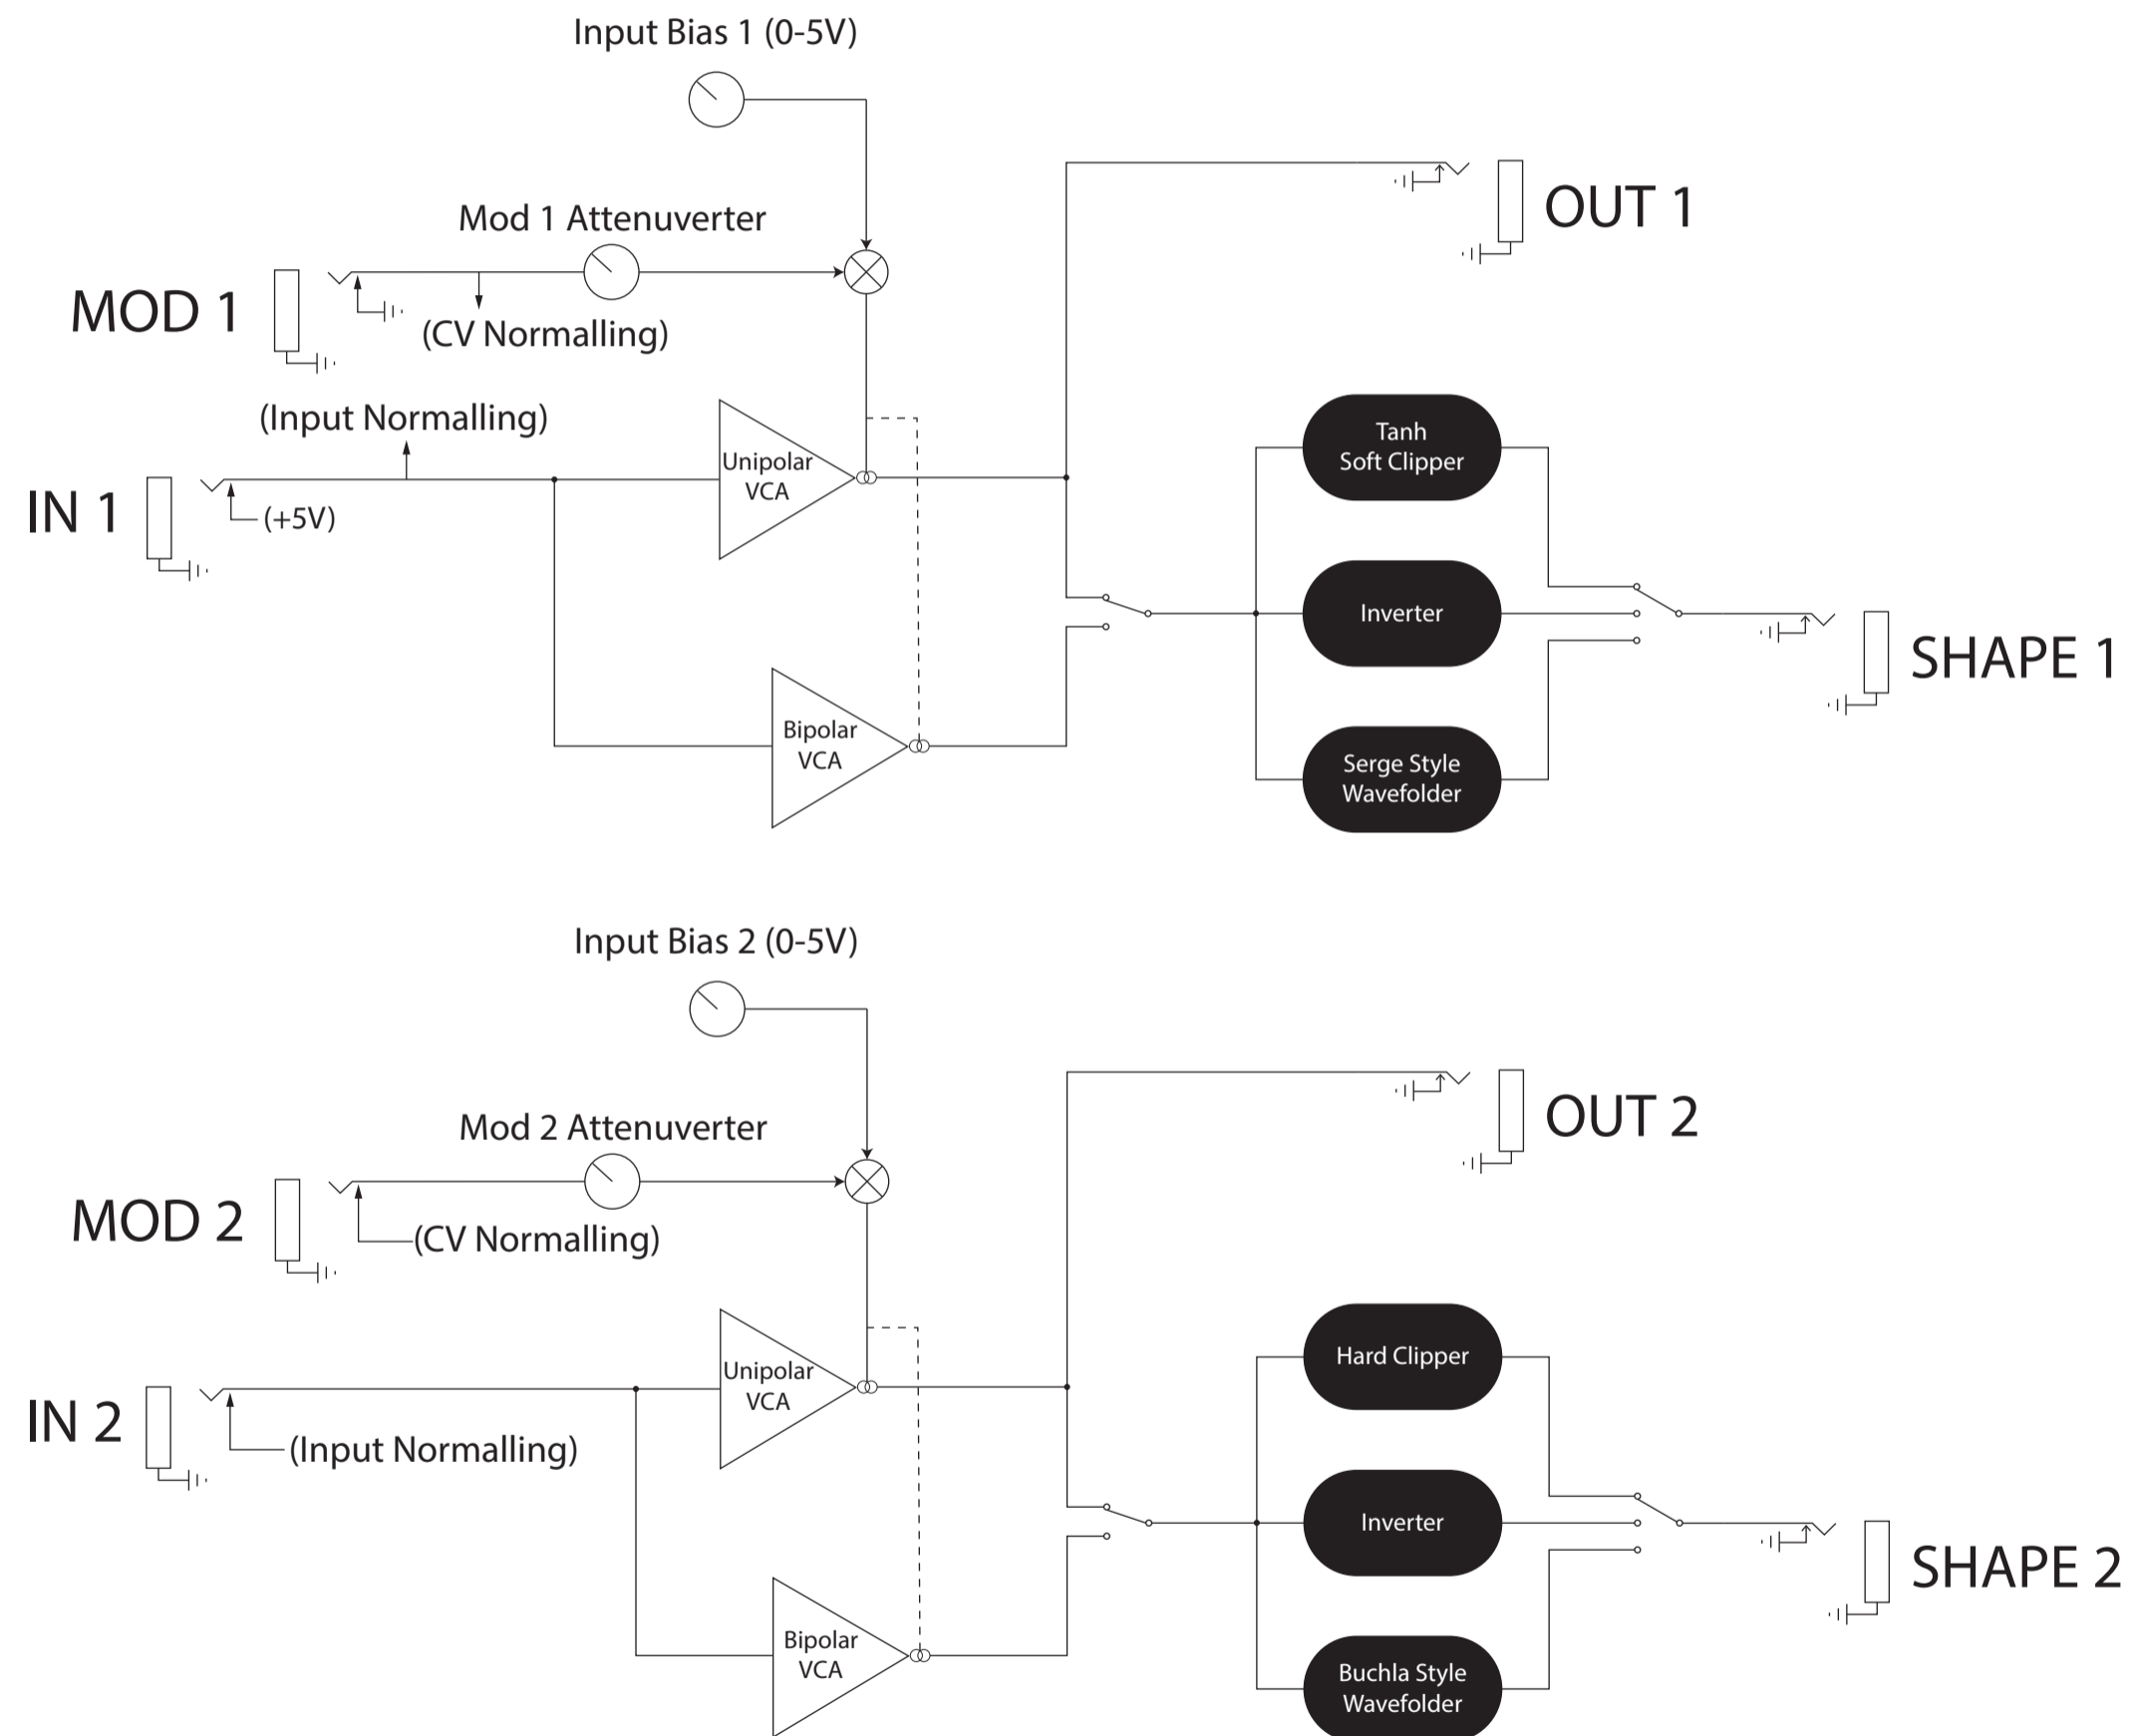 Input Bias 1 (0-5V)
OUT 1
Mod 1 Attenuverter
MOD 1
(CV Normalling)
(Input Normalling)
Tanh
Soft Clipper
Unipolar
VCA
IN 1
(+5V)
Inverter
SHAPE 1
Bipolar
VCA
Serge Style
Wavefolder
Input Bias 2 (0-5V)
OUT 2
Mod 2 Attenuverter
MOD 2
(CV Normalling)
Hard Clipper
Unipolar
VCA
IN 2
(Input Normalling)
Inverter
SHAPE 2
Bipolar
VCA
Buchla Style
Wavefolder